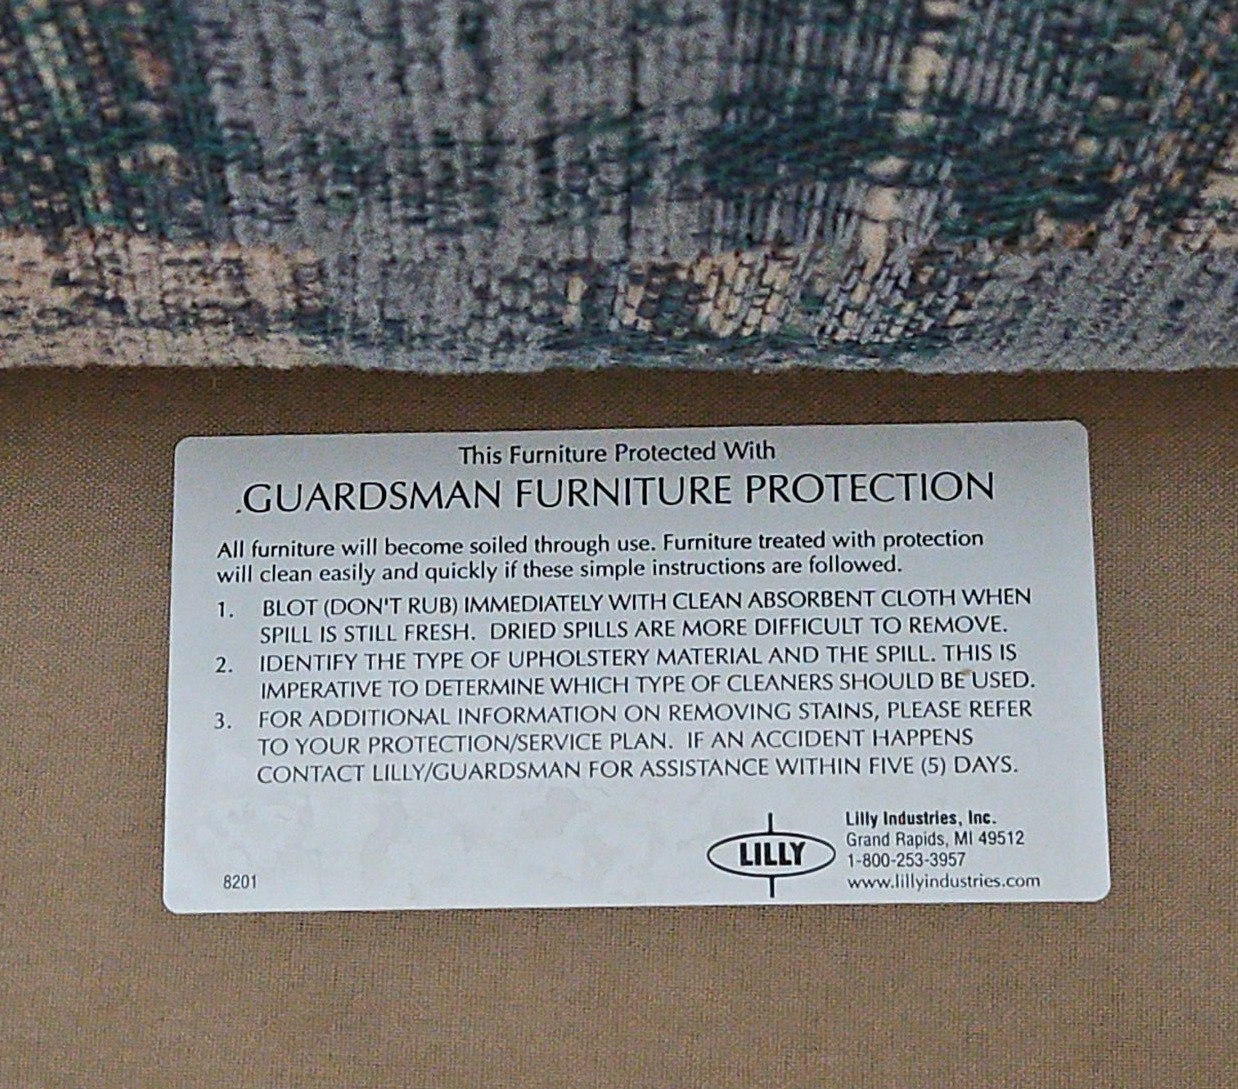 This Furniture Protected With
GUARDSMAN FURNITURE PROTECTION
All furniture will become soiled through use. Furniture treated with protection
will clean easily and quickly if these simple instructions are followed.
1. BLOT (DON'T RUB) IMMEDIATELY WITH CLEAN ABSORBENT CLOTH WHEN
SPILL IS STILL FRESH. DRIED SPILLS ARE MORE DIFFICULT TO REMOVE.
2. IDENTIFY THE TYPE OF UPHOLSTERY MATERIAL AND THE SPILL. THIS IS
IMPERATIVE TO DETERMINE WHICH TYPE OF CLEANERS SHOULD BE USED.
3. FOR ADDITIONAL INFORMATION ON REMOVING STAINS, PLEASE REFER
TO YOUR PROTECTION/SERVICE PLAN. IF AN ACCIDENT HAPPENS
CONTACT LILLY/GUARDSMAN FOR ASSISTANCE WITHIN FIVE (5) DAYS.
8201
LILLY
Lilly Industries, Inc.
Grand Rapids, MI 49512
1-800-253-3957
www.lillyindustries.com